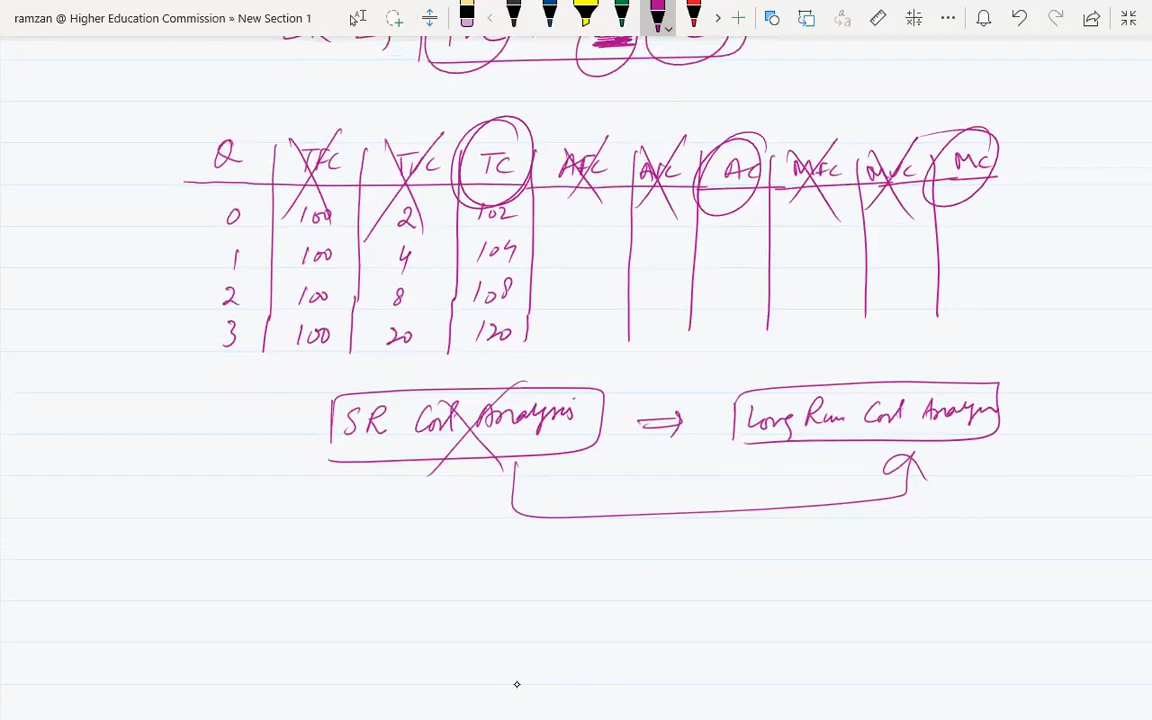 ramzan @ Higher Education Commission » New Section 1
Q TFC TVC TC AFC AVC AC MFC MVC MC
0 100 2 102
1 100 4 104
2 100 8 108
3 100 20 120
SR Cost Analysis ⇒ Long Run Cost Analysis